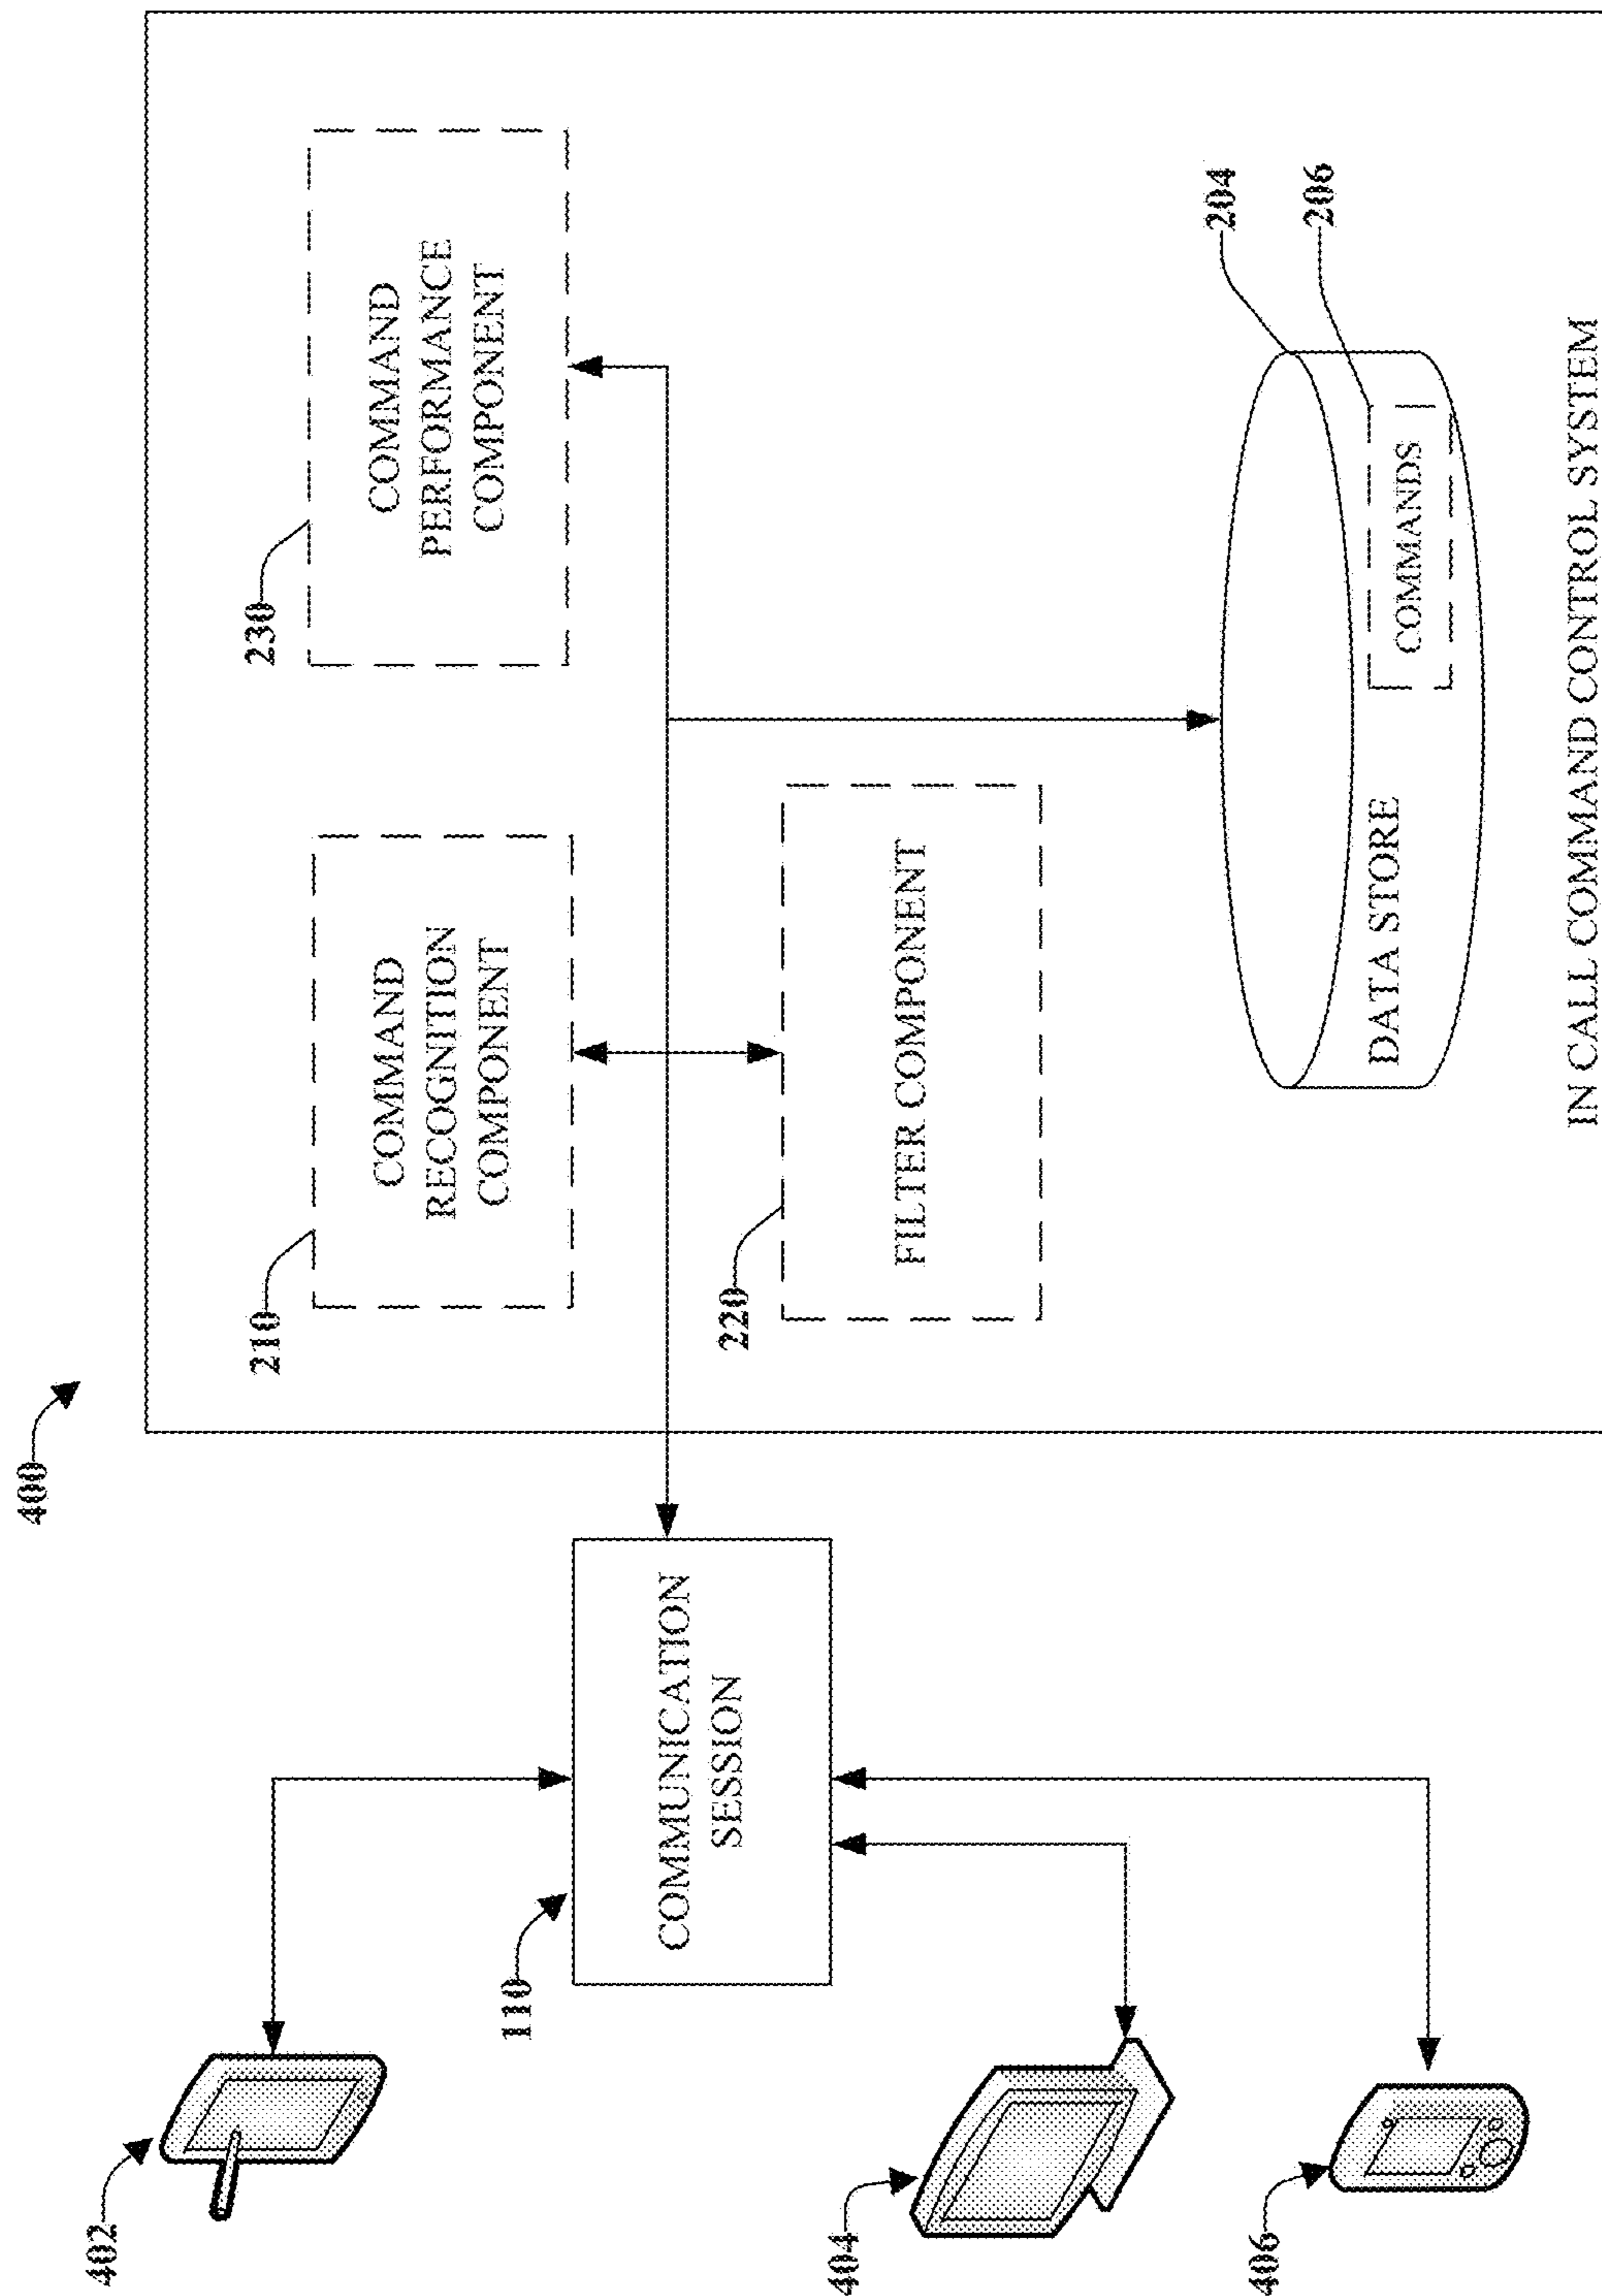 400
402
404
406
110
COMMUNICATION
SESSION
210
COMMAND
RECOGNITION
COMPONENT
230
COMMAND
PERFORMANCE
COMPONENT
220
FILTER COMPONENT
204
206
DATA STORE
COMMANDS
IN CALL COMMAND CONTROL SYSTEM